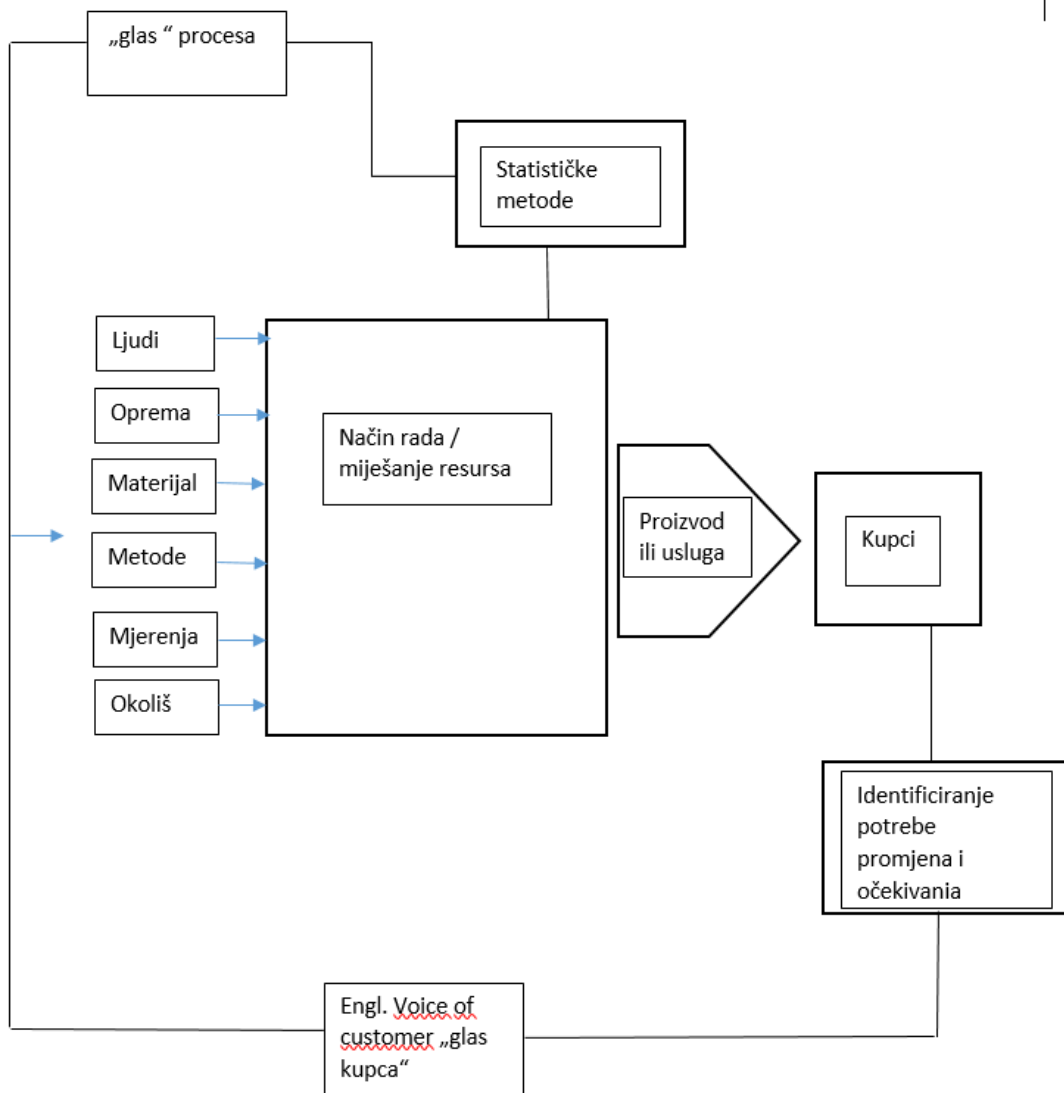 „glas “ procesa
Statističke
metode
Ljudi
Oprema
Materijal
Metode
Mjerenja
Okoliš
Način rada /
miješanje resursa
Proizvod
ili usluga
Kupci
Identificiranje
potrebe
promjena i
očekivania
Engl. Voice of
customer „glas
kupca“